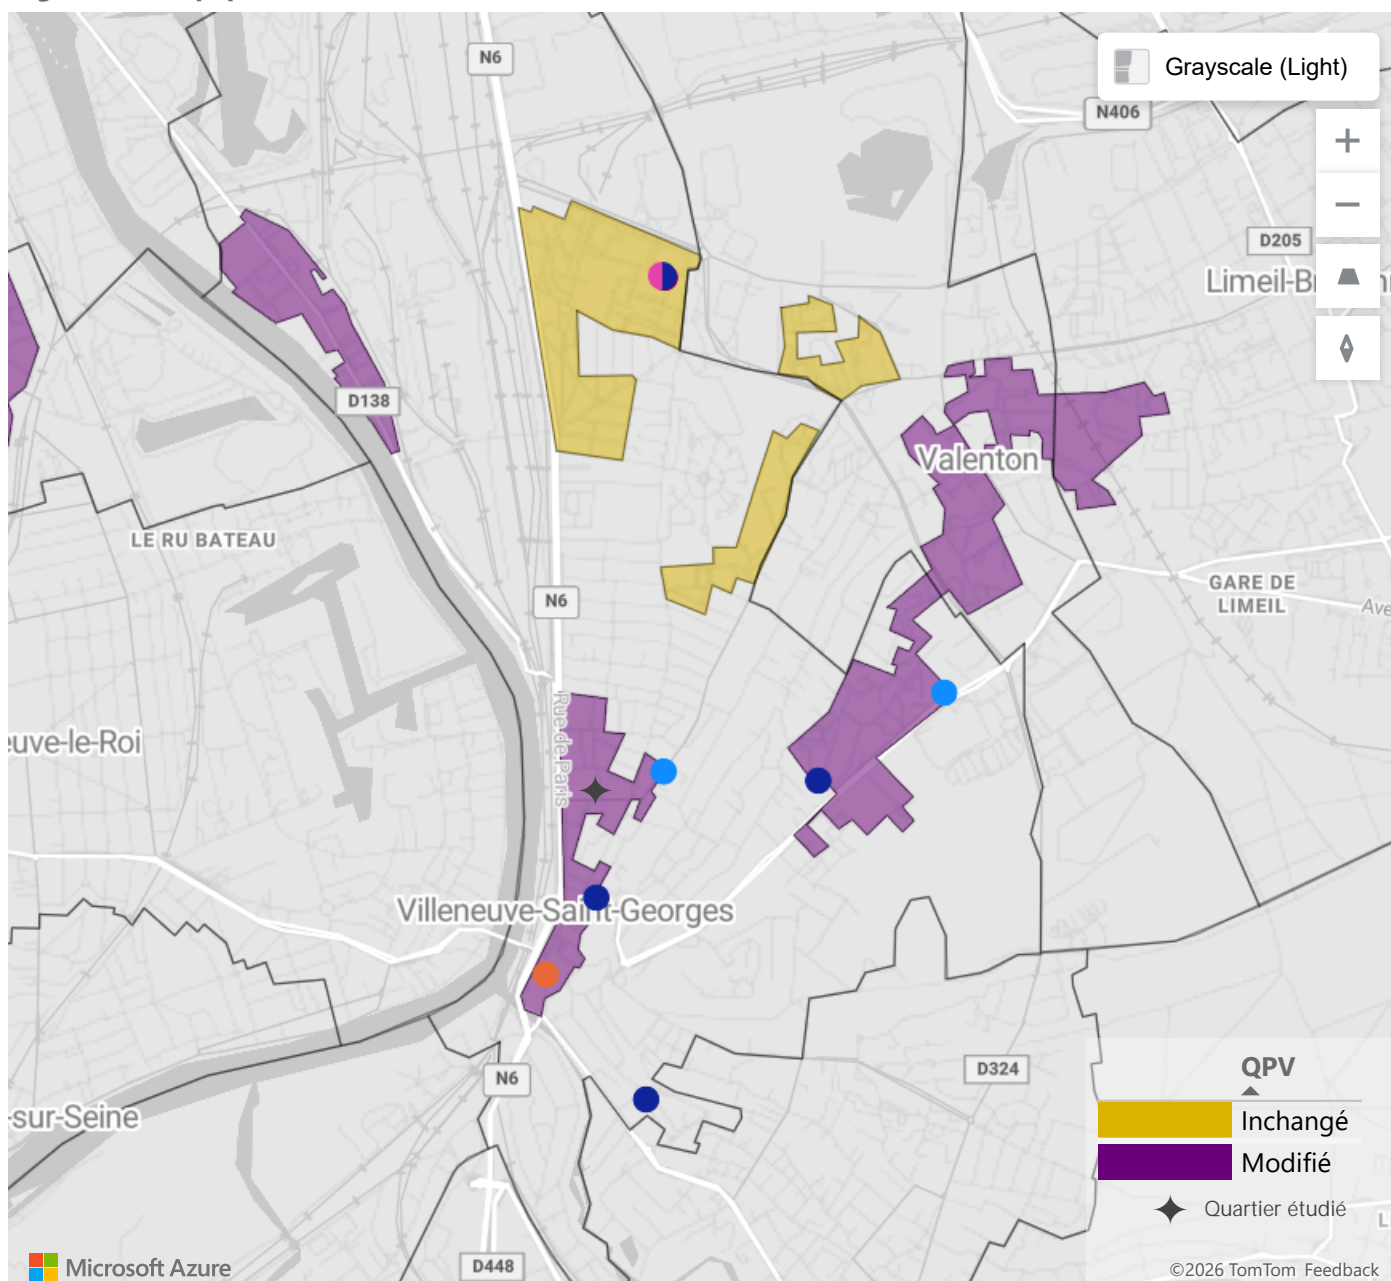 N6
Grayscale (Light)
N406
D205
Limeil-B
D138
Valenton
LE RU BATEAU
GARE DE
LIMEIL
N6
Ave
Rue de Paris
euve-le-Roi
Villeneuve-Saint-Georges
N6
D324
QPV
-sur-Seine
Inchangé
Modifié
Quartier étudié
D448
Microsoft Azure
©2026 TomTom Feedback